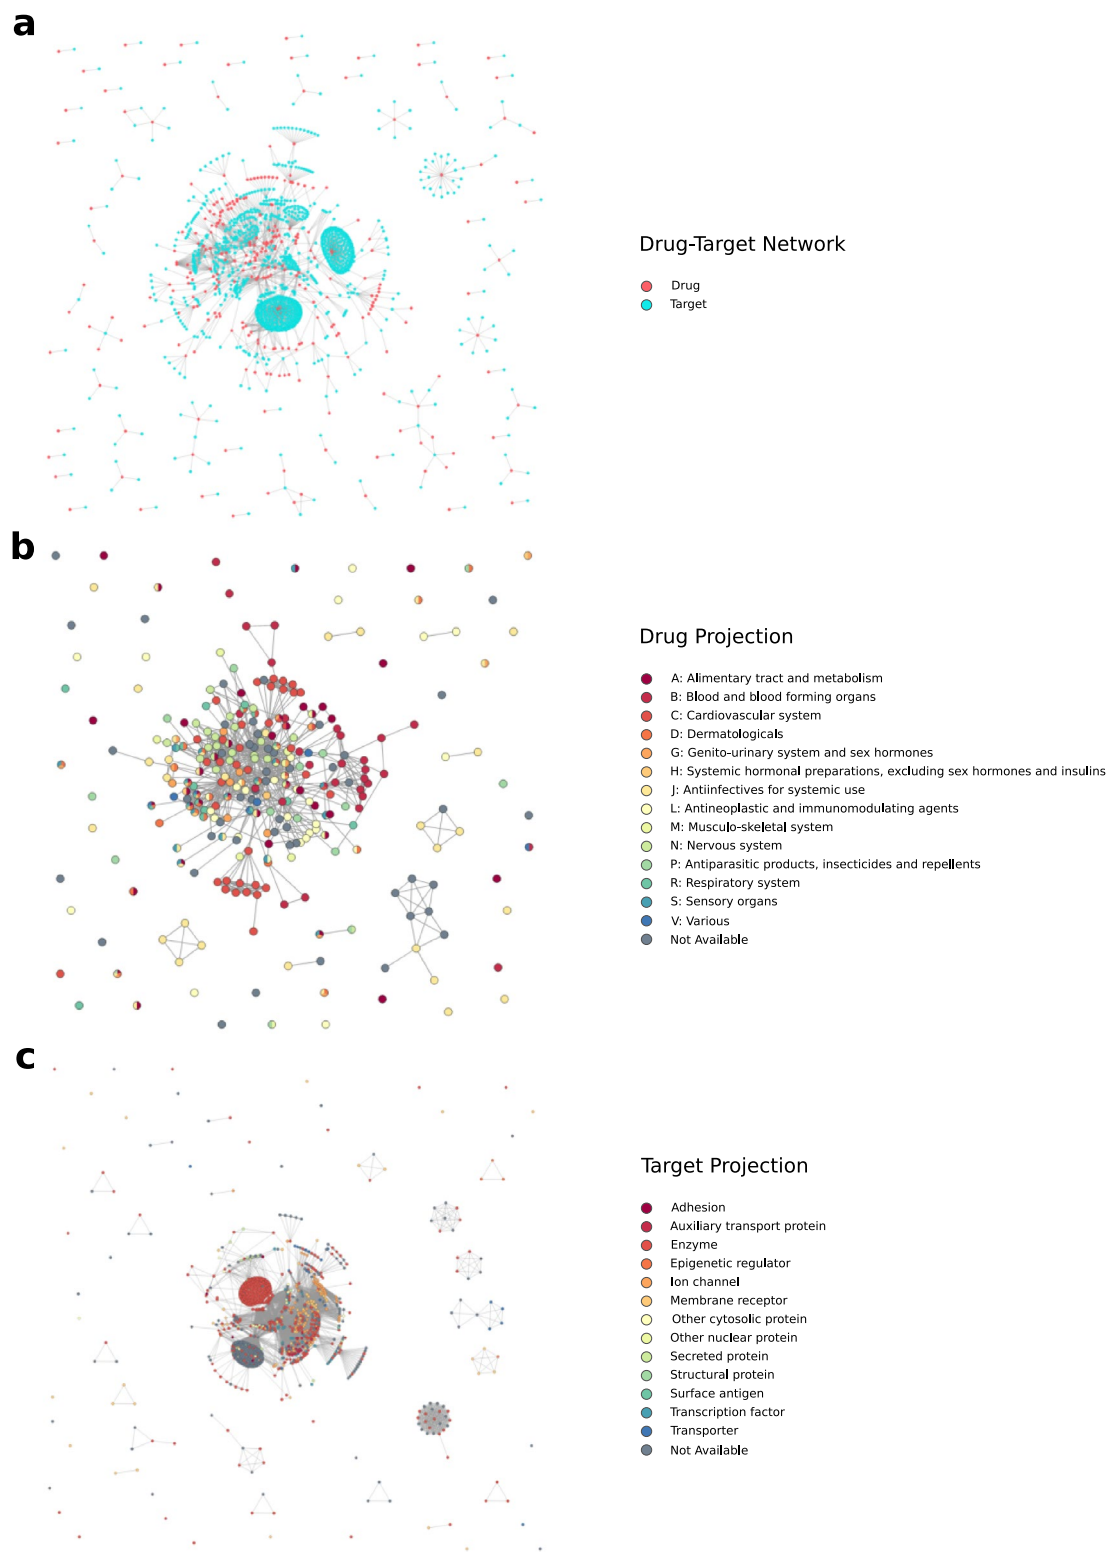 a
Drug-Target Network
Drug
Target
b
Drug Projection
A: Alimentary tract and metabolism
B: Blood and blood forming organs
C: Cardiovascular system
D: Dermatologicals
G: Genito-urinary system and sex hormones
H: Systemic hormonal preparations, excluding sex hormones and insulins
J: Antiinfectives for systemic use
L: Antineoplastic and immunomodulating agents
M: Musculo-skeletal system
N: Nervous system
P: Antiparasitic products, insecticides and repellents
R: Respiratory system
S: Sensory organs
V: Various
Not Available
c
Target Projection
Adhesion
Auxiliary transport protein
Enzyme
Epigenetic regulator
Ion channel
Membrane receptor
Other cytosolic protein
Other nuclear protein
Secreted protein
Structural protein
Surface antigen
Transcription factor
Transporter
Not Available